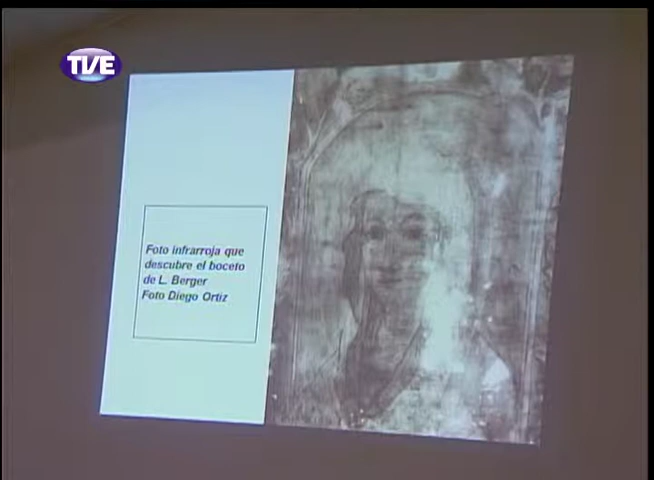 TVE
Foto infrarroja que
descubre el boceto
de L. Berger
Foto Diego Ortiz